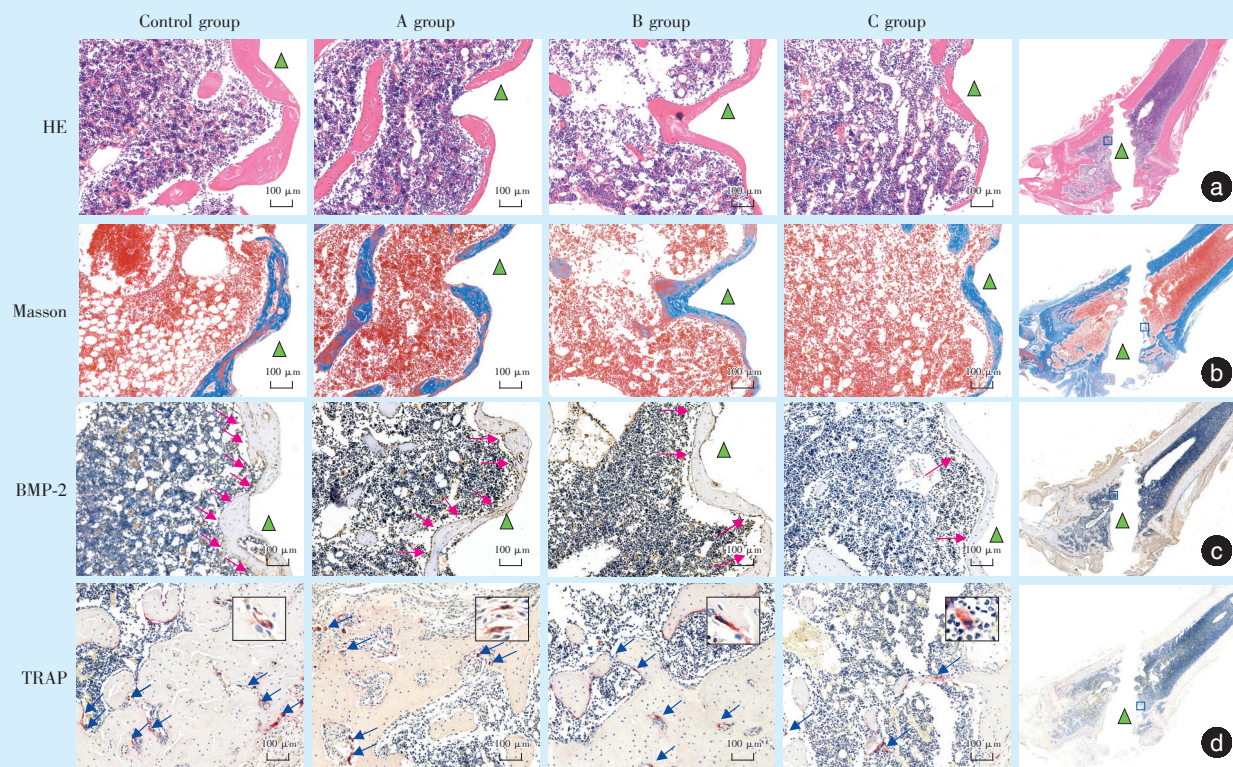 Control group A group B group C group
HE
100 μm 100 μm 100 μm 100 μm
a
Masson
100 μm 100 μm 100 μm 100 μm
b
BMP-2
100 μm 100 μm 100 μm 100 μm
c
TRAP
100 μm 100 μm 100 μm 100 μm
d